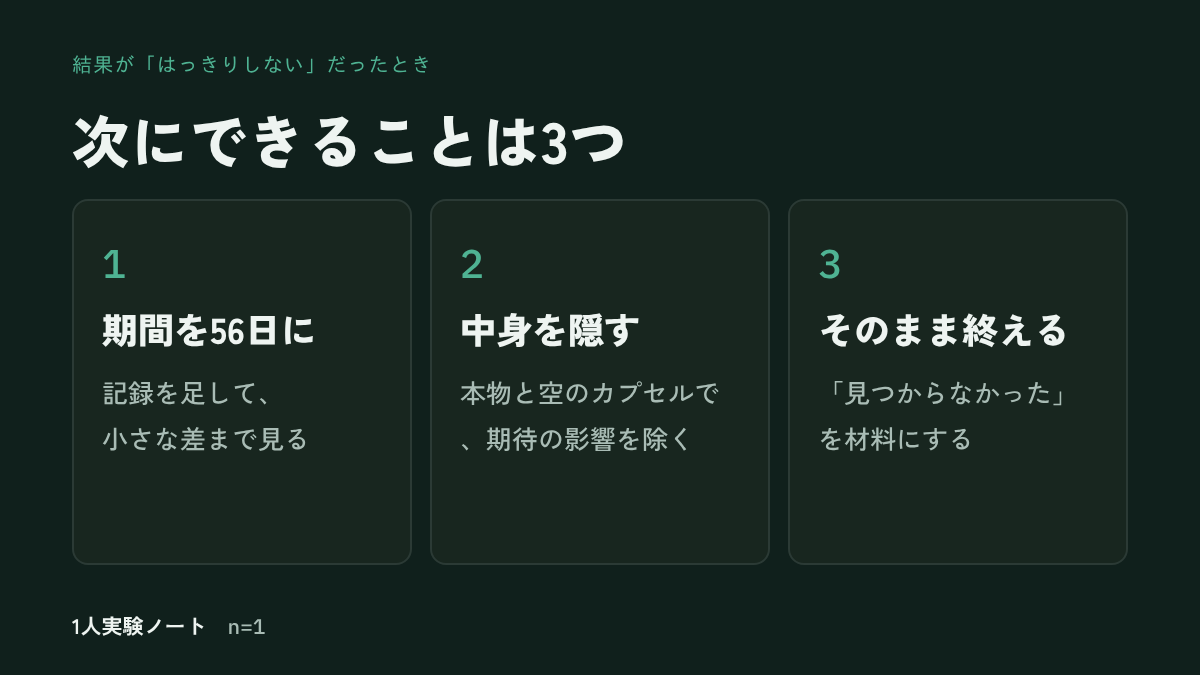 結果が「はっきりしない」だったとき
次にできることは3つ
1
期間を56日に
記録を足して、
小さな差まで見る
2
中身を隠す
本物と空のカプセルで
、期待の影響を除く
3
そのまま終える
「見つからなかった」
を材料にする
1人実験ノート n=1